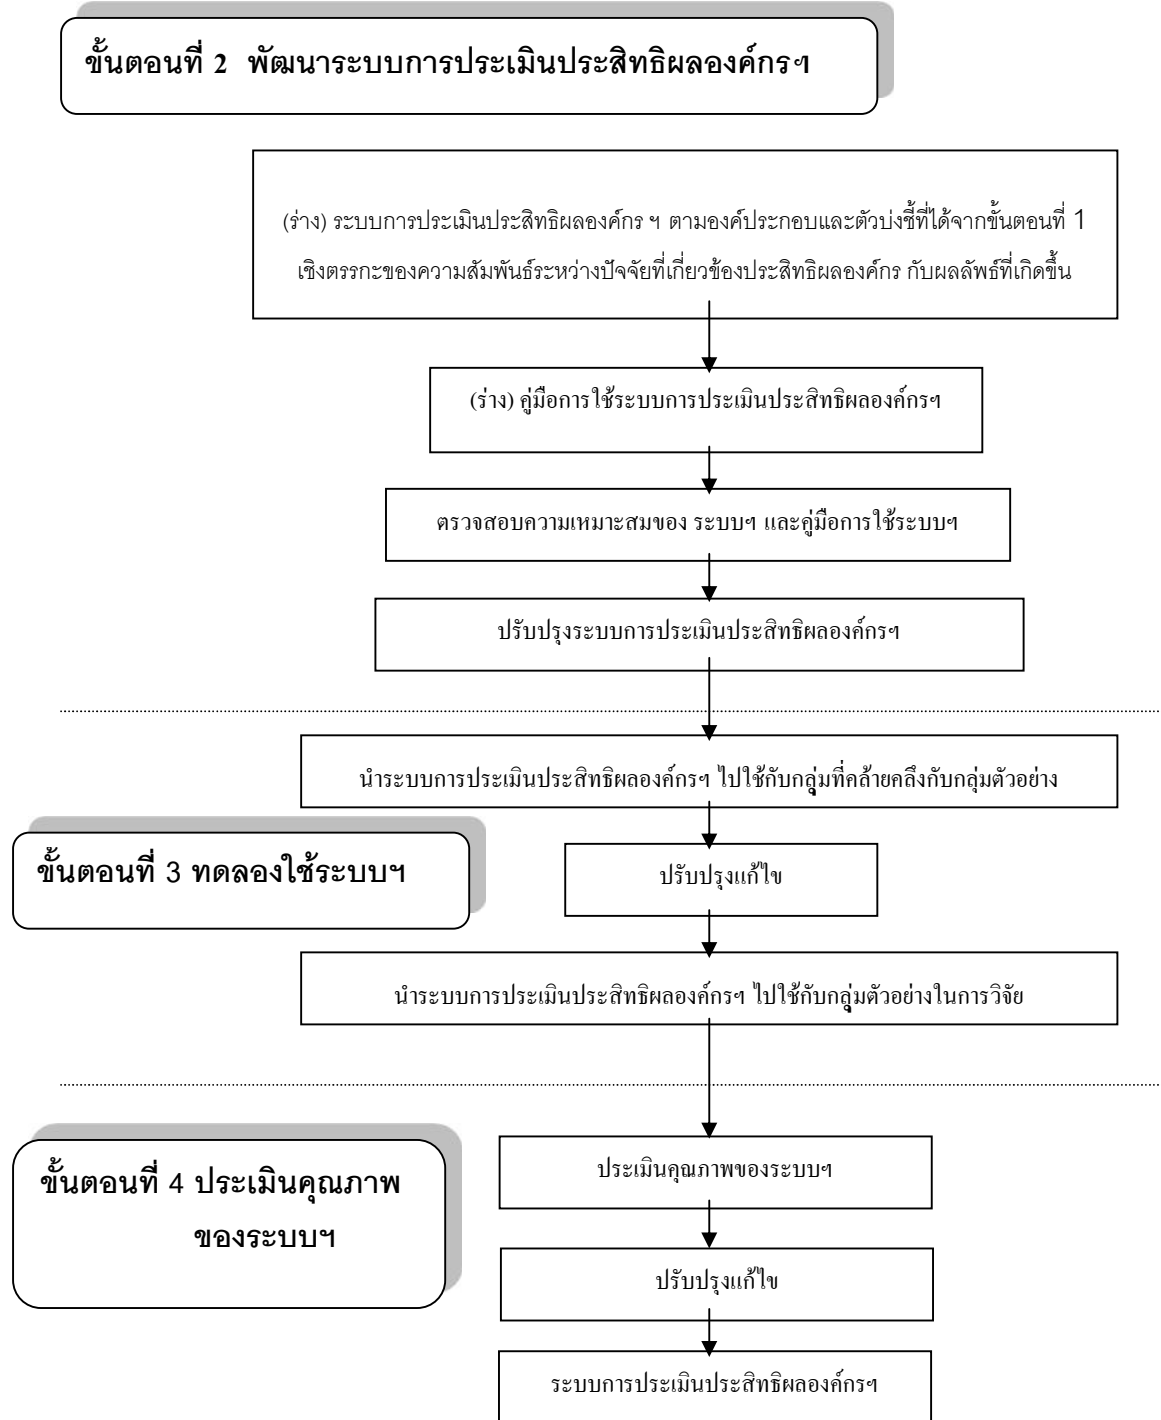 ขั้นตอนที่ 2 พัฒนาระบบการประเมินประสิทธิผลองค์กรฯ
(ร่าง) ระบบการประเมินประสิทธิผลองค์กร ฯ ตามองค์ประกอบและตัวบ่งชี้ที่ได้จากขั้นตอนที่ 1
เชิงตรรกะของความสัมพันธ์ระหว่างปัจจัยที่เกี่ยวข้องประสิทธิผลองค์กร กับผลลัพธ์ที่เกิดขึ้น
(ร่าง) คู่มือการใช้ระบบการประเมินประสิทธิผลองค์กรฯ
ตรวจสอบความเหมาะสมของ ระบบฯ และคู่มือการใช้ระบบฯ
ปรับปรุงระบบการประเมินประสิทธิผลองค์กรฯ
นำระบบการประเมินประสิทธิผลองค์กรฯ ไปใช้กับกลุ่มที่คล้ายคลึงกับกลุ่มตัวอย่าง
ขั้นตอนที่ 3 ทดลองใช้ระบบฯ
ปรับปรุงแก้ไข
นำระบบการประเมินประสิทธิผลองค์กรฯ ไปใช้กับกลุ่มตัวอย่างในการวิจัย
ขั้นตอนที่ 4 ประเมินคุณภาพ
ของระบบฯ
ประเมินคุณภาพของระบบฯ
ปรับปรุงแก้ไข
ระบบการประเมินประสิทธิผลองค์กรฯ